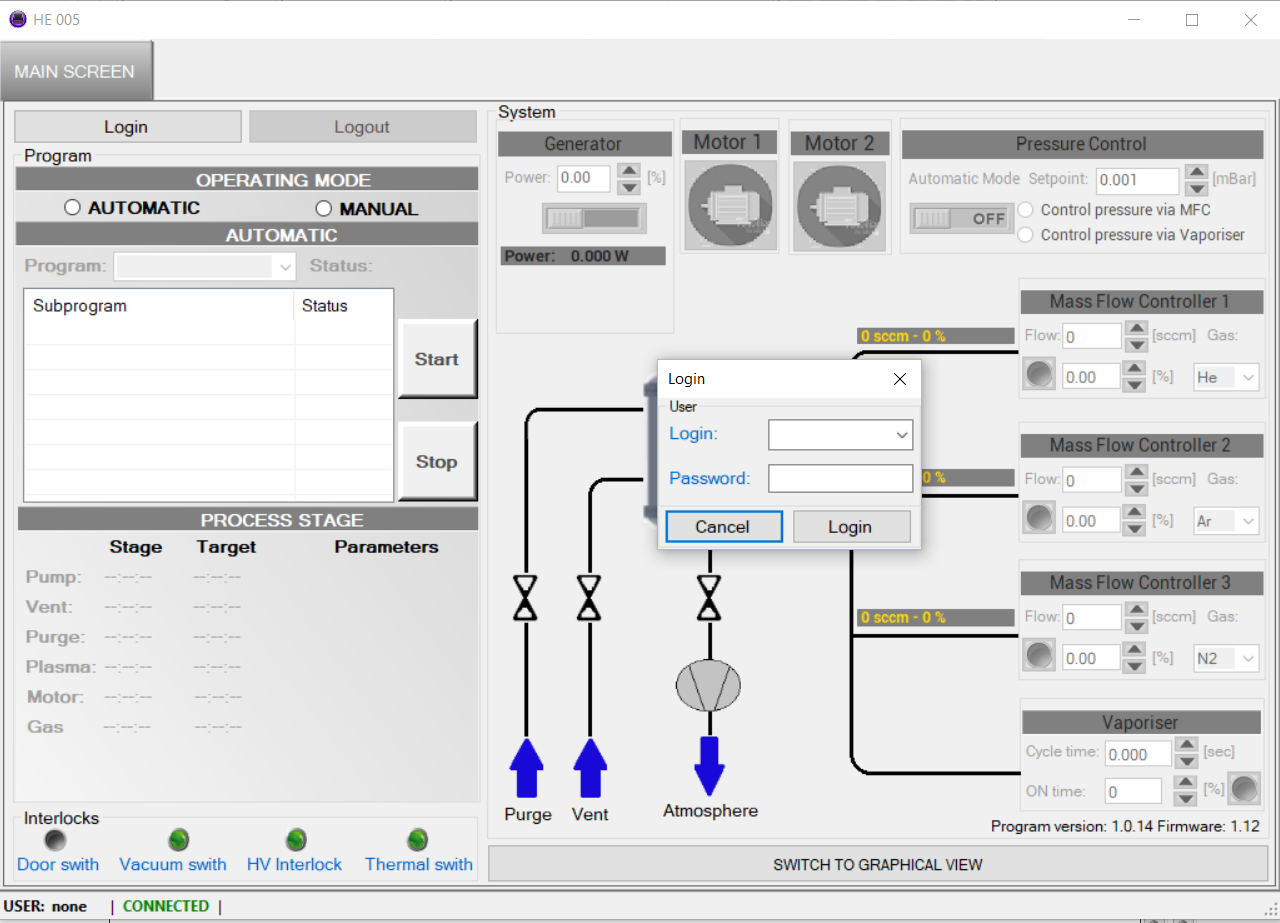 HE 005
MAIN SCREEN
Login Logout
Program
OPERATING MODE
AUTOMATIC MANUAL
AUTOMATIC
Program: Status:
Subprogram Status
Start
Stop
PROCESS STAGE
Stage Target Parameters
Pump: --:--:-- --:--:--
Vent: --:--:-- --:--:--
Purge: --:--:-- --:--:--
Plasma: --:--:-- --:--:--
Motor: --:--:-- --:--:--
Gas --:--:-- --:--:--
Interlocks
Door swith Vacuum swith HV Interlock Thermal swith
System
Generator
Power: 0.00 [%]
Power: 0.000 W
Motor 1
Motor 2
Pressure Control
Automatic Mode Setpoint: 0.001 [mBar]
OFF
Control pressure via MFC
Control pressure via Vaporiser
Mass Flow Controller 1
0 sccm - 0 %
Flow: 0 [sccm] Gas:
0.00 [%] He
Login
User
Login:
Password:
Cancel Login
Mass Flow Controller 2
0 %
Flow: 0 [sccm] Gas:
0.00 [%] Ar
Mass Flow Controller 3
0 sccm - 0 %
Flow: 0 [sccm] Gas:
0.00 [%] N2
Vaporiser
Cycle time: 0.000 [sec]
ON time: 0 [%]
Purge Vent Atmosphere
Program version: 1.0.14 Firmware: 1.12
SWITCH TO GRAPHICAL VIEW
USER: none | CONNECTED |